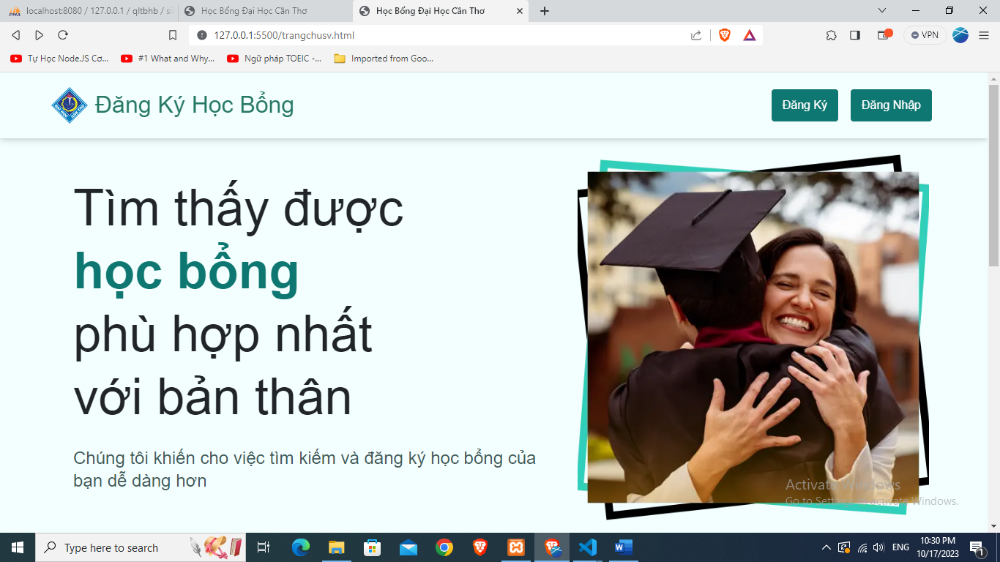 PMA
localhost:8080 / 127.0.0.1 / qltbhb /
Học Bổng Đại Học Cần Thơ
Học Bổng Đại Học Cần Thơ
127.0.0.1:5500/trangchusv.html
VPN
Tự Học Node.JS Cơ...
#1 What and Why...
Ngữ pháp TOEIC -...
Imported from Goo...
Đăng Ký Học Bổng
Đăng Ký
Đăng Nhập
Tìm thấy được
học bổng
phù hợp nhất
với bản thân
Chúng tôi khiến cho việc tìm kiếm và đăng ký học bổng của
bạn dễ dàng hơn
Activate Windows
Go to Settings to activate Windows.
Type here to search
ENG
10:30 PM
10/17/2023
1